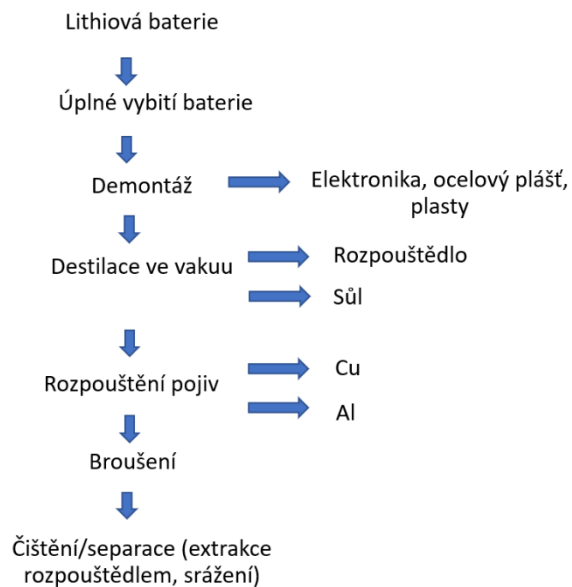 Lithiová baterie
Úplné vybití baterie
Demontáž
Elektronika, ocelový plášť,
plasty
Destilace ve vakuu
Rozpouštědlo
Sůl
Rozpouštění pojiv
Cu
Al
Broušení
Čištění/separace (extrakce
rozpouštědlem, srážení)